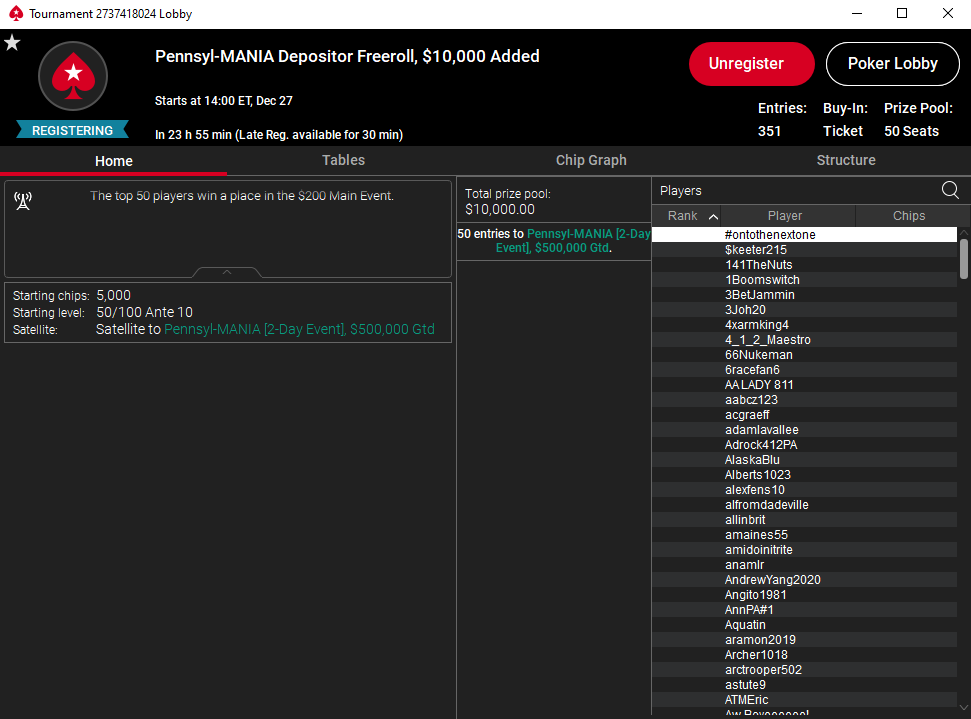 Tournament 2737418024 Lobby
Pennsyl-MANIA Depositor Freeroll, $10,000 Added
Starts at 14:00 ET, Dec 27
In 23 h 55 min (Late Reg. available for 30 min)
REGISTERING
Unregister
Poker Lobby
Entries: Buy-In: Prize Pool:
351 Ticket 50 Seats
Home Tables Chip Graph Structure
The top 50 players win a place in the $200 Main Event.
Starting chips: 5,000
Starting level: 50/100 Ante 10
Satellite: Satellite to Pennsyl-MANIA [2-Day Event], $500,000 Gtd
Total prize pool:
$10,000.00
50 entries to Pennsyl-MANIA [2-Day
Event], $500,000 Gtd.
Players
Rank Player Chips
#ontothenextone
$keeter215
141TheNuts
1Boomswitch
3BetJammin
3Joh20
4xarmking4
4_1_2_Maestro
66Nukeman
6racefan6
AA LADY 811
aabcz123
acgraeff
adamlavallee
Adrock412PA
AlaskaBlu
Alberts1023
alexfens10
alfromdadeville
allinbrit
amaines55
amidoinitrite
anamlr
AndrewYang2020
Angito1981
AnnPA#1
Aquatin
aramon2019
Archer1018
arctrooper502
astute9
ATMEric